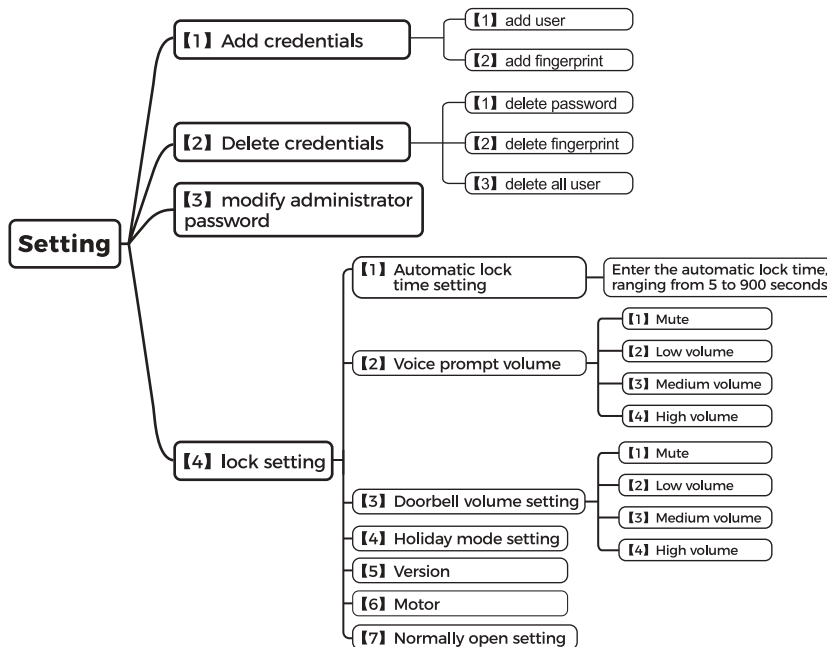 Setting
【1】 Add credentials
【1】 add user
【2】 add fingerprint
【2】 Delete credentials
【1】 delete password
【2】 delete fingerprint
【3】 delete all user
【3】 modify administrator
password
【4】 lock setting
【1】 Automatic lock
time setting
Enter the automatic lock time,
ranging from 5 to 900 seconds
【2】 Voice prompt volume
【1】 Mute
【2】 Low volume
【3】 Medium volume
【4】 High volume
【3】 Doorbell volume setting
【1】 Mute
【2】 Low volume
【3】 Medium volume
【4】 High volume
【4】 Holiday mode setting
【5】 Version
【6】 Motor
【7】 Normally open setting